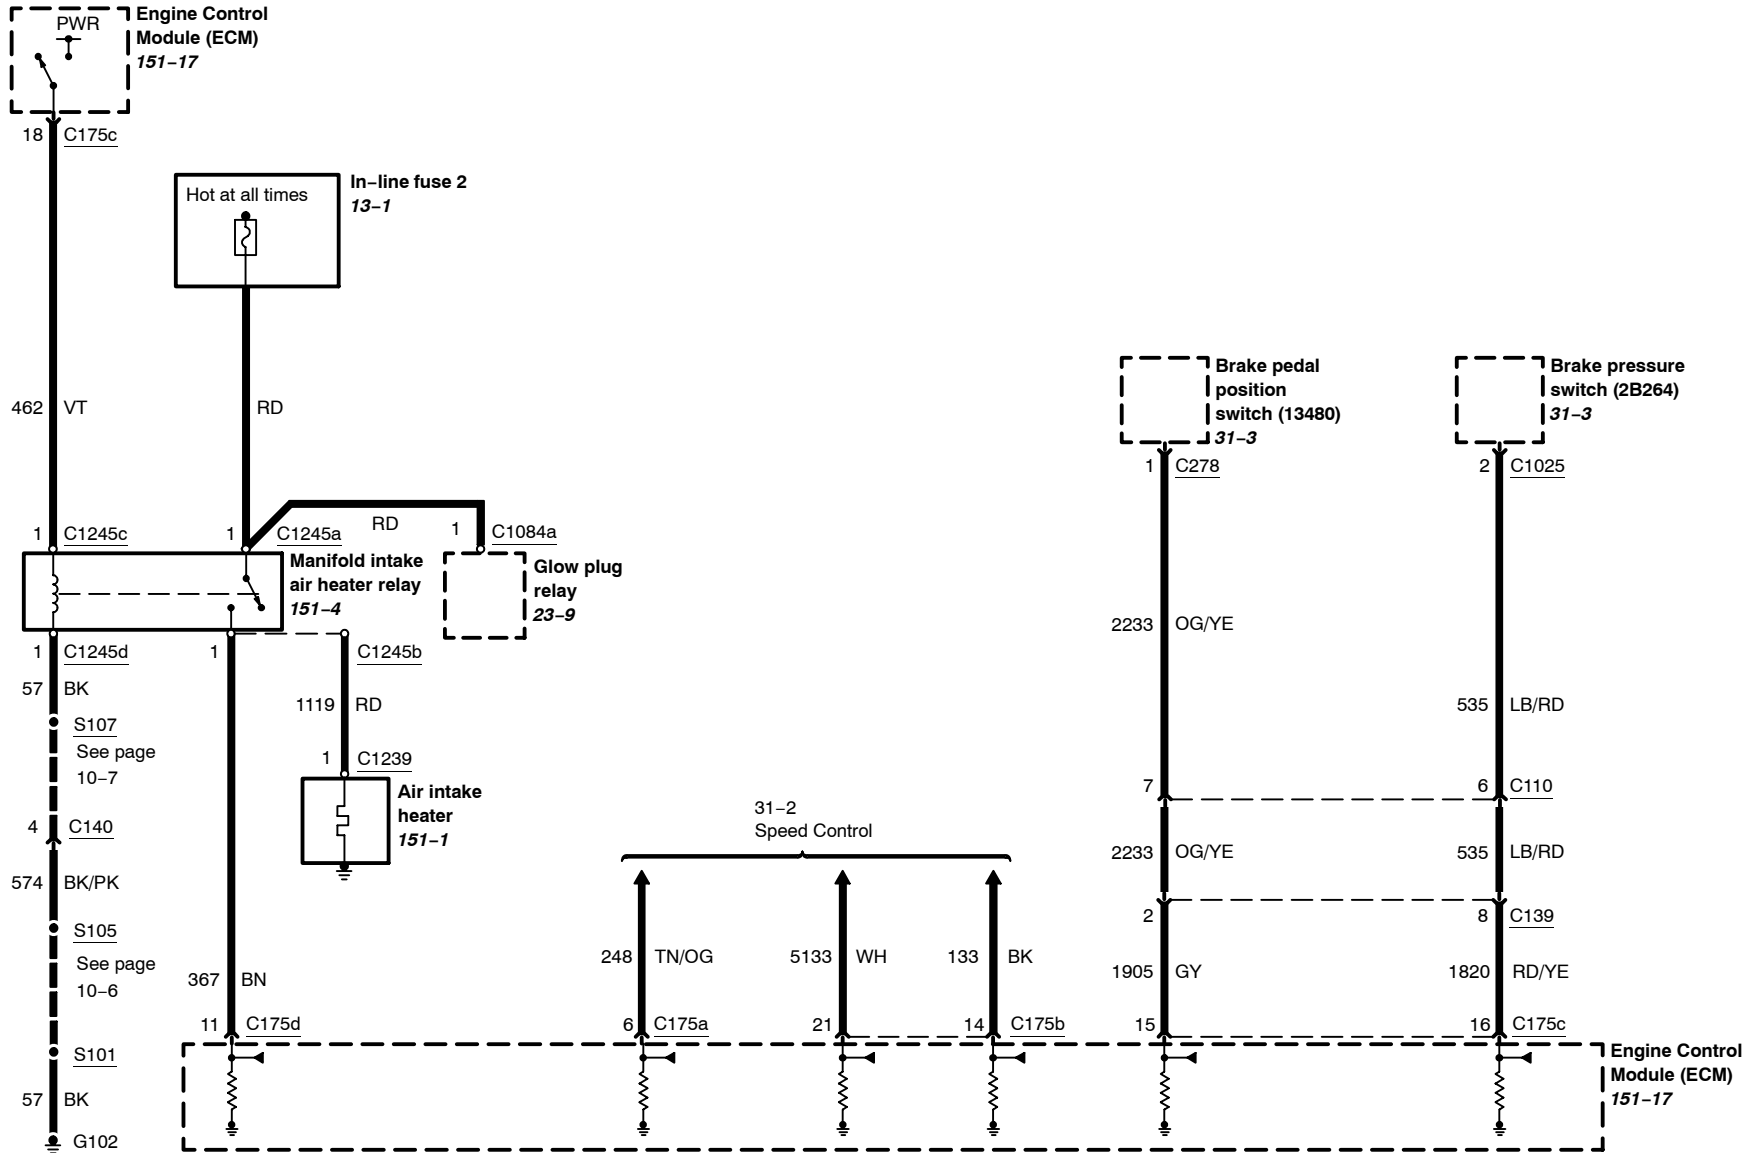 PWR
Engine Control
Module (ECM)
151−17
18 C175c
Hot at all times
In−line fuse 2
13−1
462 VT
RD
Brake pedal
position
switch (13480)
31−3
Brake pressure
switch (2B264)
31−3
1 C278
2 C1025
1 C1245c
1 C1245a
RD
1 C1084a
Manifold intake
air heater relay
151−4
Glow plug
relay
23−9
2233 OG/YE
1 C1245d
1
C1245b
57 BK
1119 RD
535 LB/RD
S107
See page
10−7
1 C1239
Air intake
heater
151−1
7
6 C110
31−2
Speed Control
4 C140
2233 OG/YE
535 LB/RD
574 BK/PK
2
8 C139
S105
See page
10−6
367 BN
248 TN/OG
5133 WH
133 BK
1905 GY
1820 RD/YE
11 C175d
6 C175a
21
14 C175b
15
16 C175c
S101
Engine Control
Module (ECM)
151−17
57 BK
G102